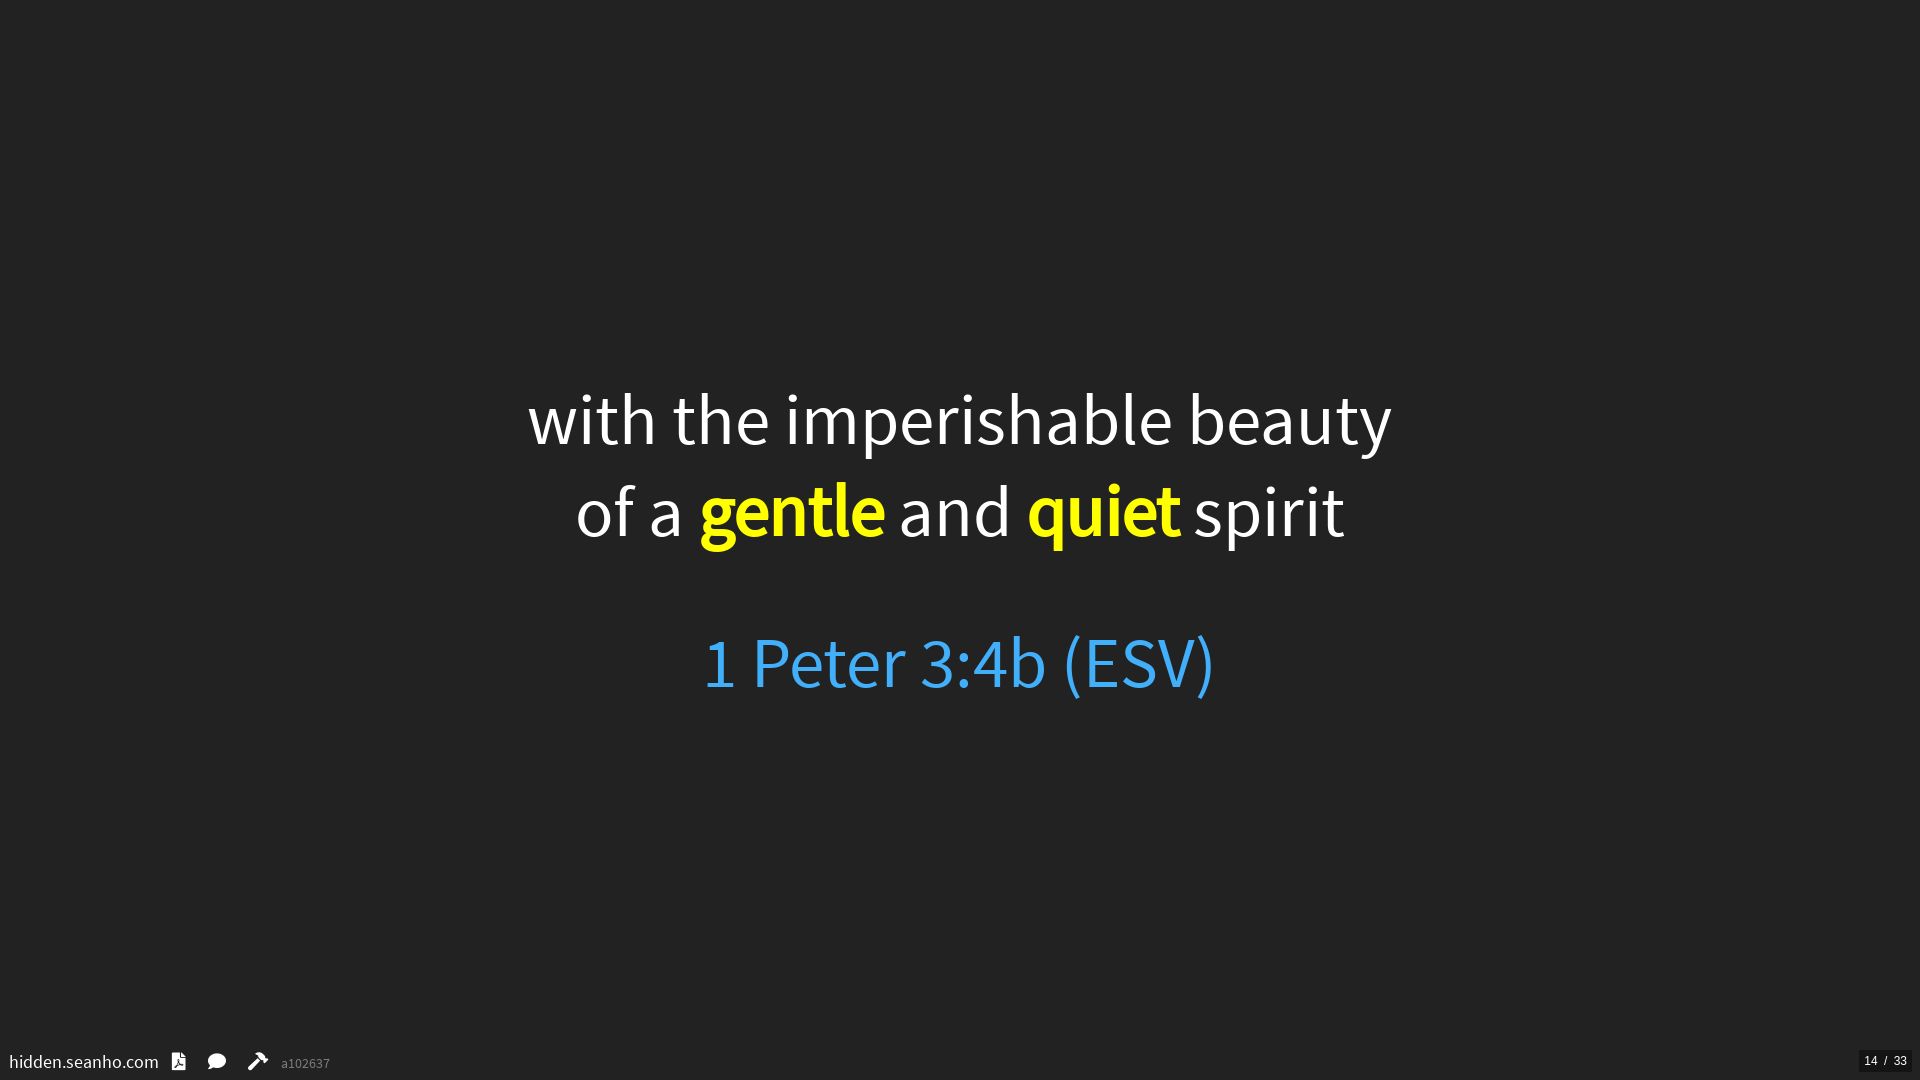 with the imperishable beauty
of a gentle and quiet spirit
1 Peter 3:4b (ESV)
hidden.seanho.com a102637
14 / 33